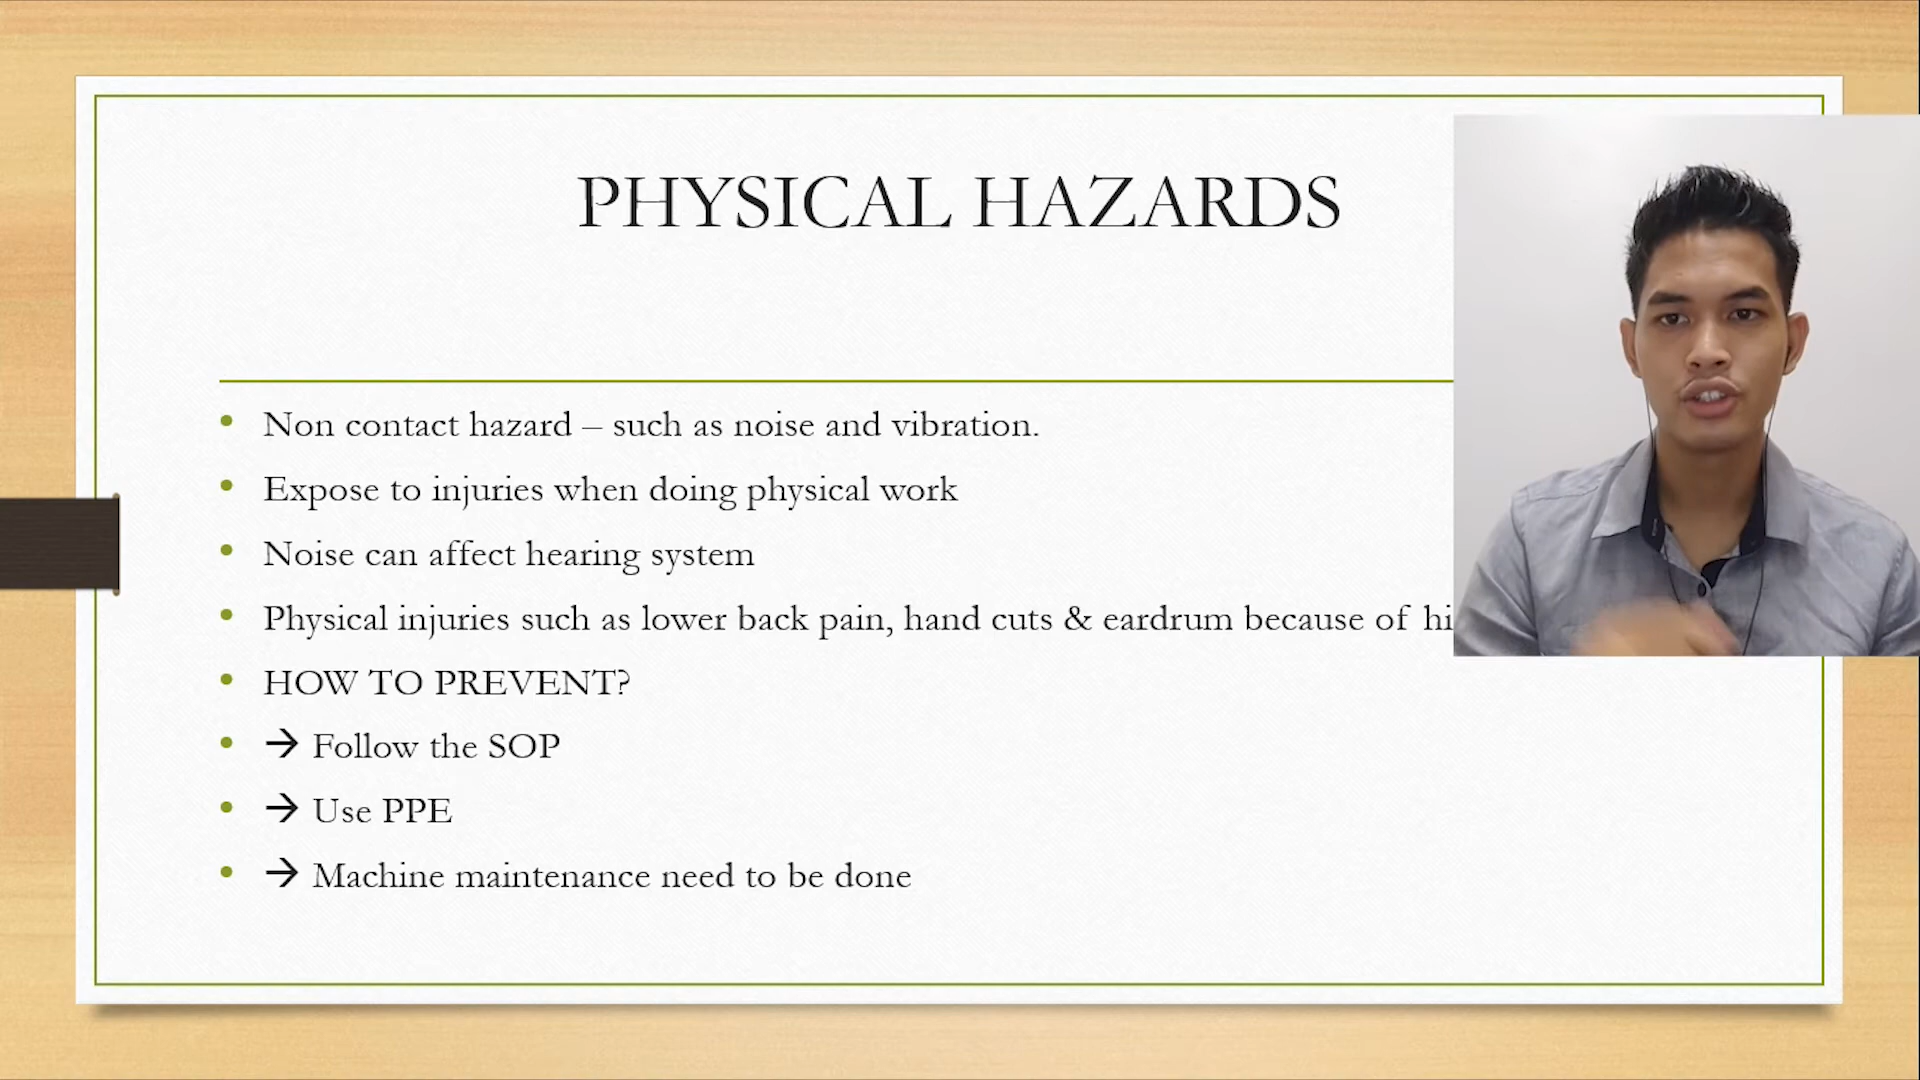 PHYSICAL HAZARDS
• Non contact hazard – such as noise and vibration.
• Expose to injuries when doing physical work
• Noise can affect hearing system
• Physical injuries such as lower back pain, hand cuts & eardrum because of
• HOW TO PREVENT?
• → Follow the SOP
• → Use PPE
• → Machine maintenance need to be done